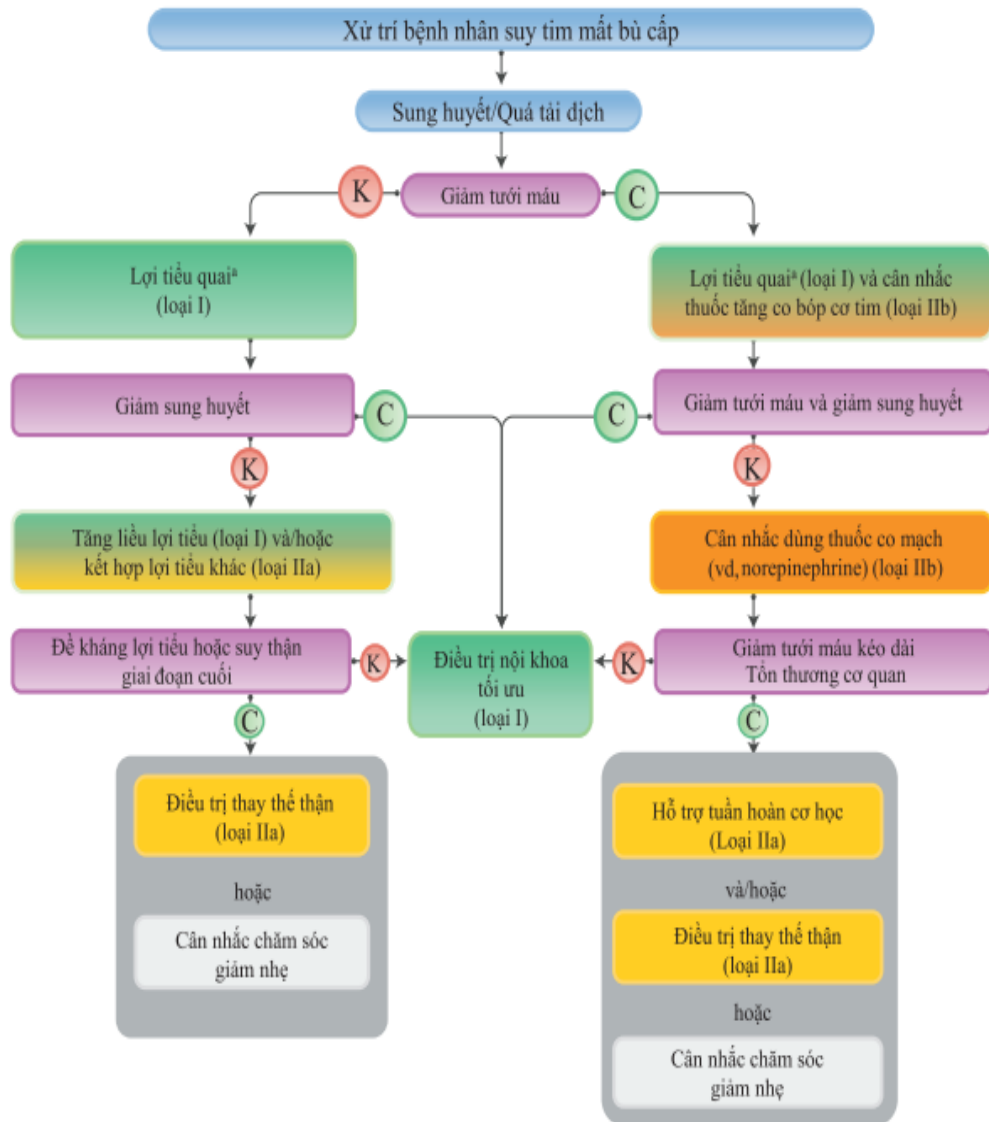 Xử trí bệnh nhân suy tim mất bù cấp
Sung huyết/Quá tải dịch
K
Giảm tưới máu
C
Lợi tiểu quaiª
(loại I)
Lợi tiểu quaiª (loại I) và cân nhắc
thuốc tăng co bóp cơ tim (loại IIb)
Giảm sung huyết
C
C
Giảm tưới máu và giảm sung huyết
K
K
Tăng liều lợi tiểu (loại I) và/hoặc
kết hợp lợi tiểu khác (loại IIa)
Cân nhắc dùng thuốc co mạch
(vd, norepinephrine) (loại IIb)
Đề kháng lợi tiểu hoặc suy thận
giai đoạn cuối
K
Điều trị nội khoa
tối ưu
(loại I)
K
Giảm tưới máu kéo dài
Tổn thương cơ quan
C
C
Điều trị thay thế thận
(loại IIa)
hoặc
Cân nhắc chăm sóc
giảm nhẹ
Hỗ trợ tuần hoàn cơ học
(Loại IIa)
và/hoặc
Điều trị thay thế thận
(loại IIa)
hoặc
Cân nhắc chăm sóc
giảm nhẹ